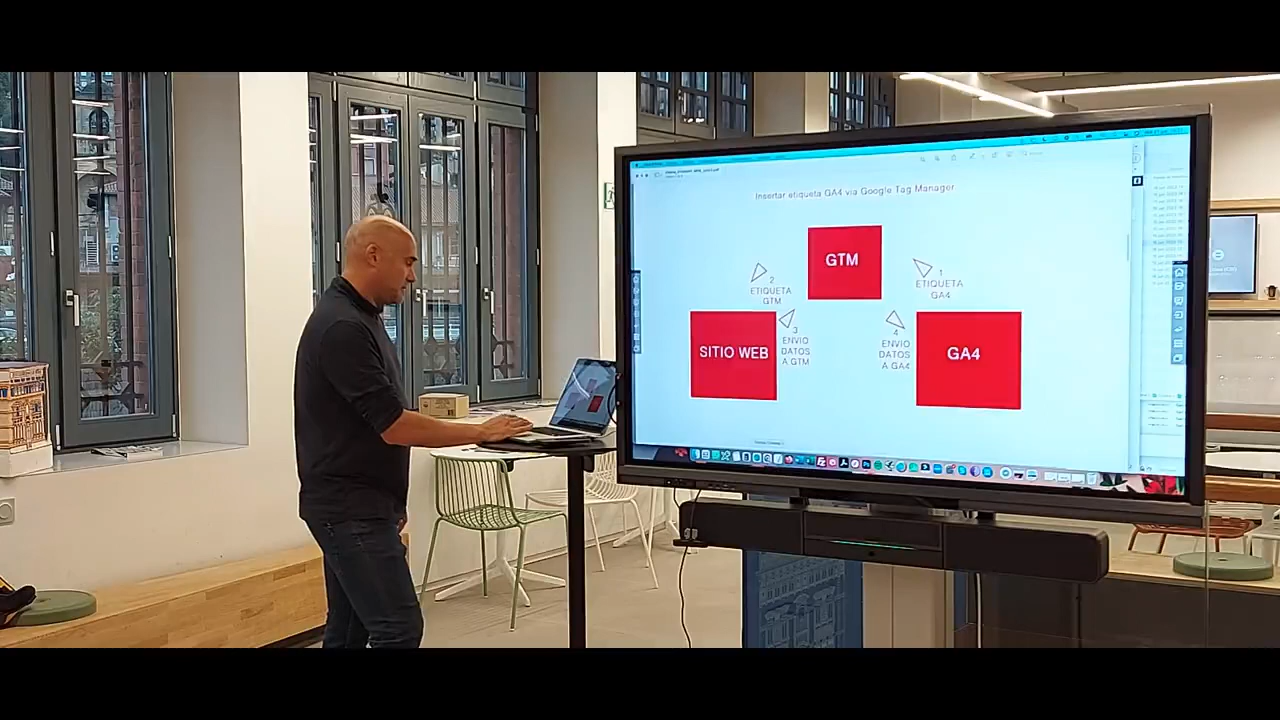 Insertar etiqueta GA4 via Google Tag Manager
GTM
2
ETIQUETA
GTM
1
ETIQUETA
GA4
SITIO WEB
3
ENVIO
DATOS
A GTM
4
ENVIO
DATOS
A GA4
GA4